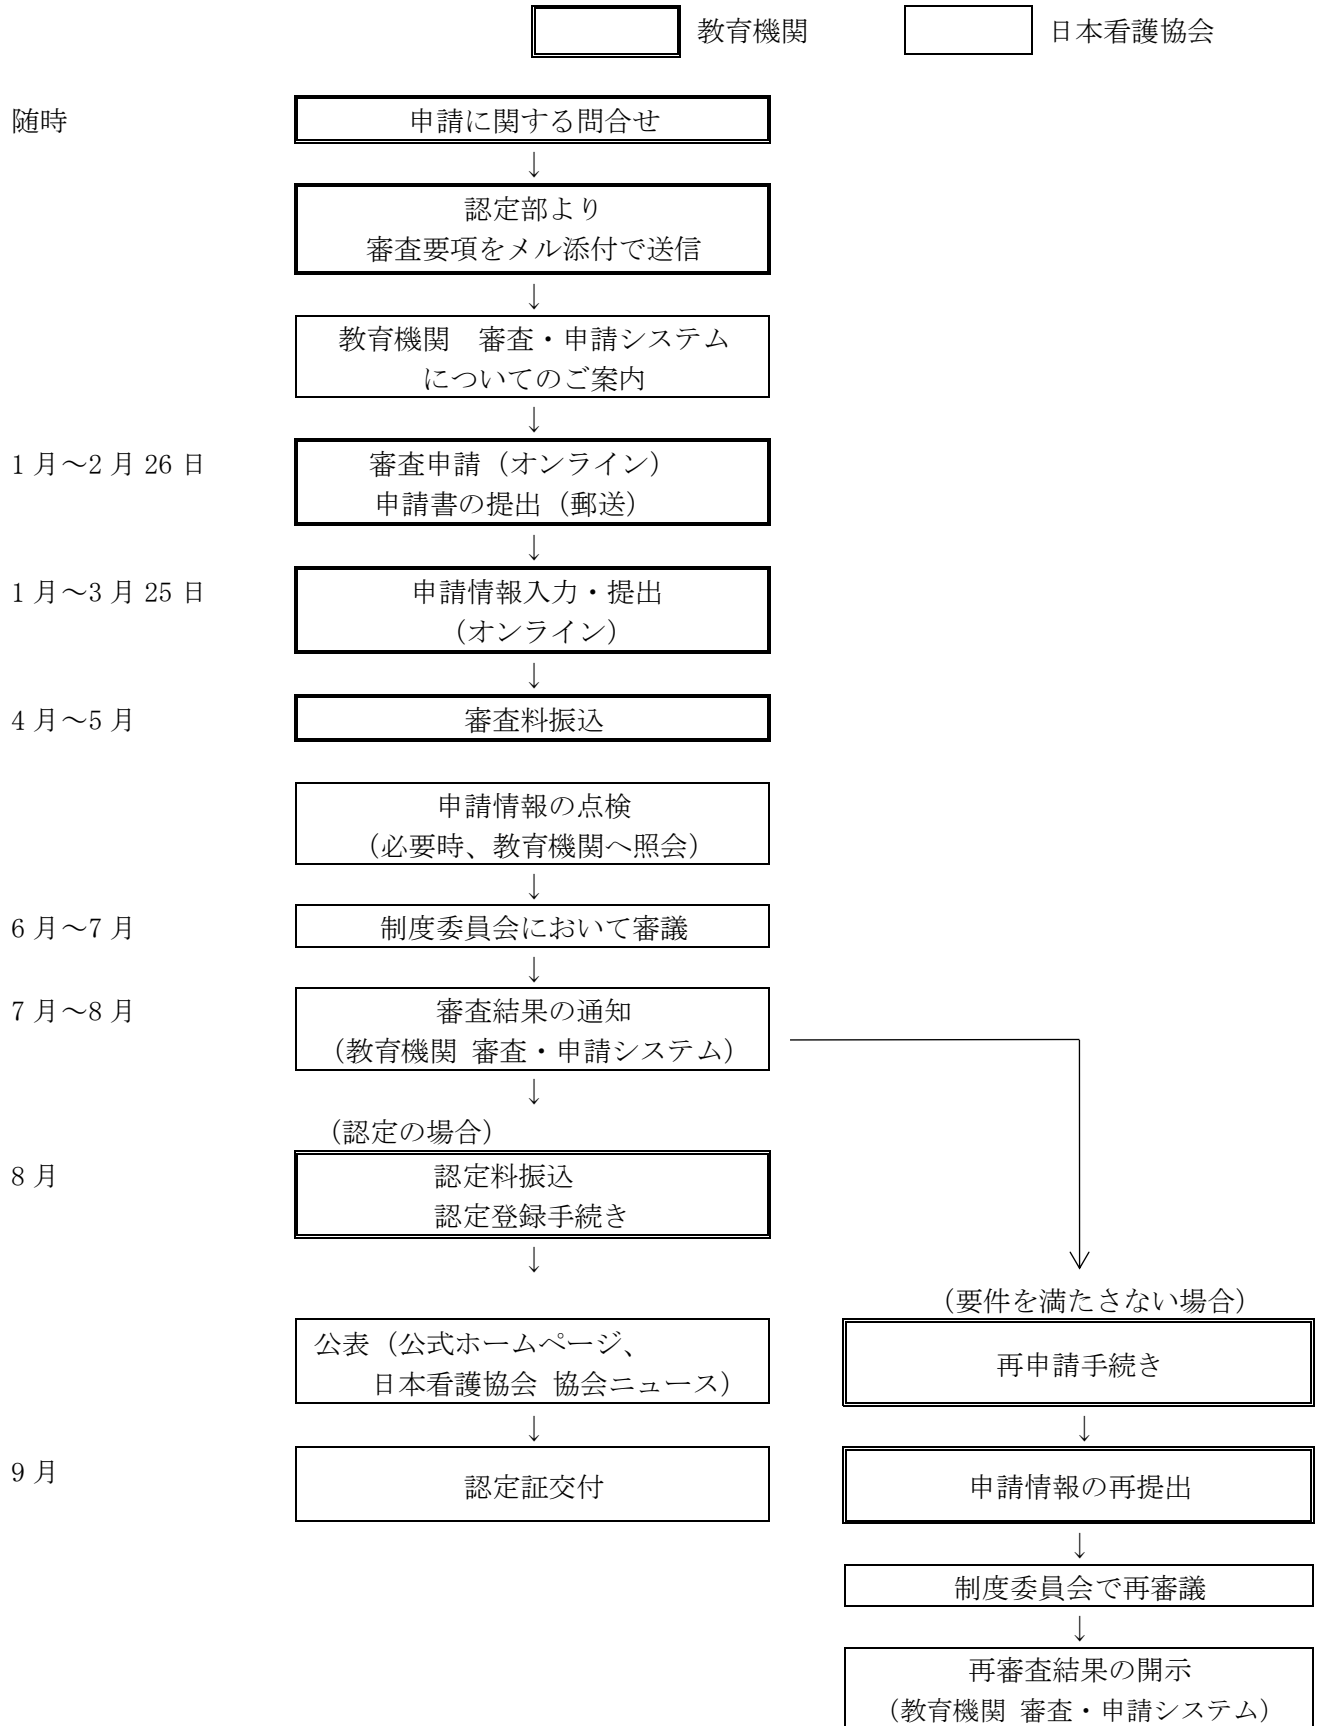 教育機関　日本看護協会
随時　申請に関する問合せ
↓
認定部より
審査要項をメル添付で送信
↓
教育機関　審査・申請システム
についてのご案内
↓
1 月～2 月 26 日　審査申請（オンライン）
申請書の提出（郵送）
↓
1 月～3 月 25 日　申請情報入力・提出
（オンライン）
↓
4 月～5 月　審査料振込
申請情報の点検
（必要時、教育機関へ照会）
↓
6 月～7 月　制度委員会において審議
↓
7 月～8 月　審査結果の通知
（教育機関 審査・申請システム）
↓
（認定の場合）
8 月　認定料振込
認定登録手続き
↓
公表（公式ホームページ、
日本看護協会 協会ニュース）
↓
9 月　認定証交付
（要件を満たさない場合）
再申請手続き
↓
申請情報の再提出
↓
制度委員会で再審議
↓
再審査結果の開示
（教育機関 審査・申請システム）